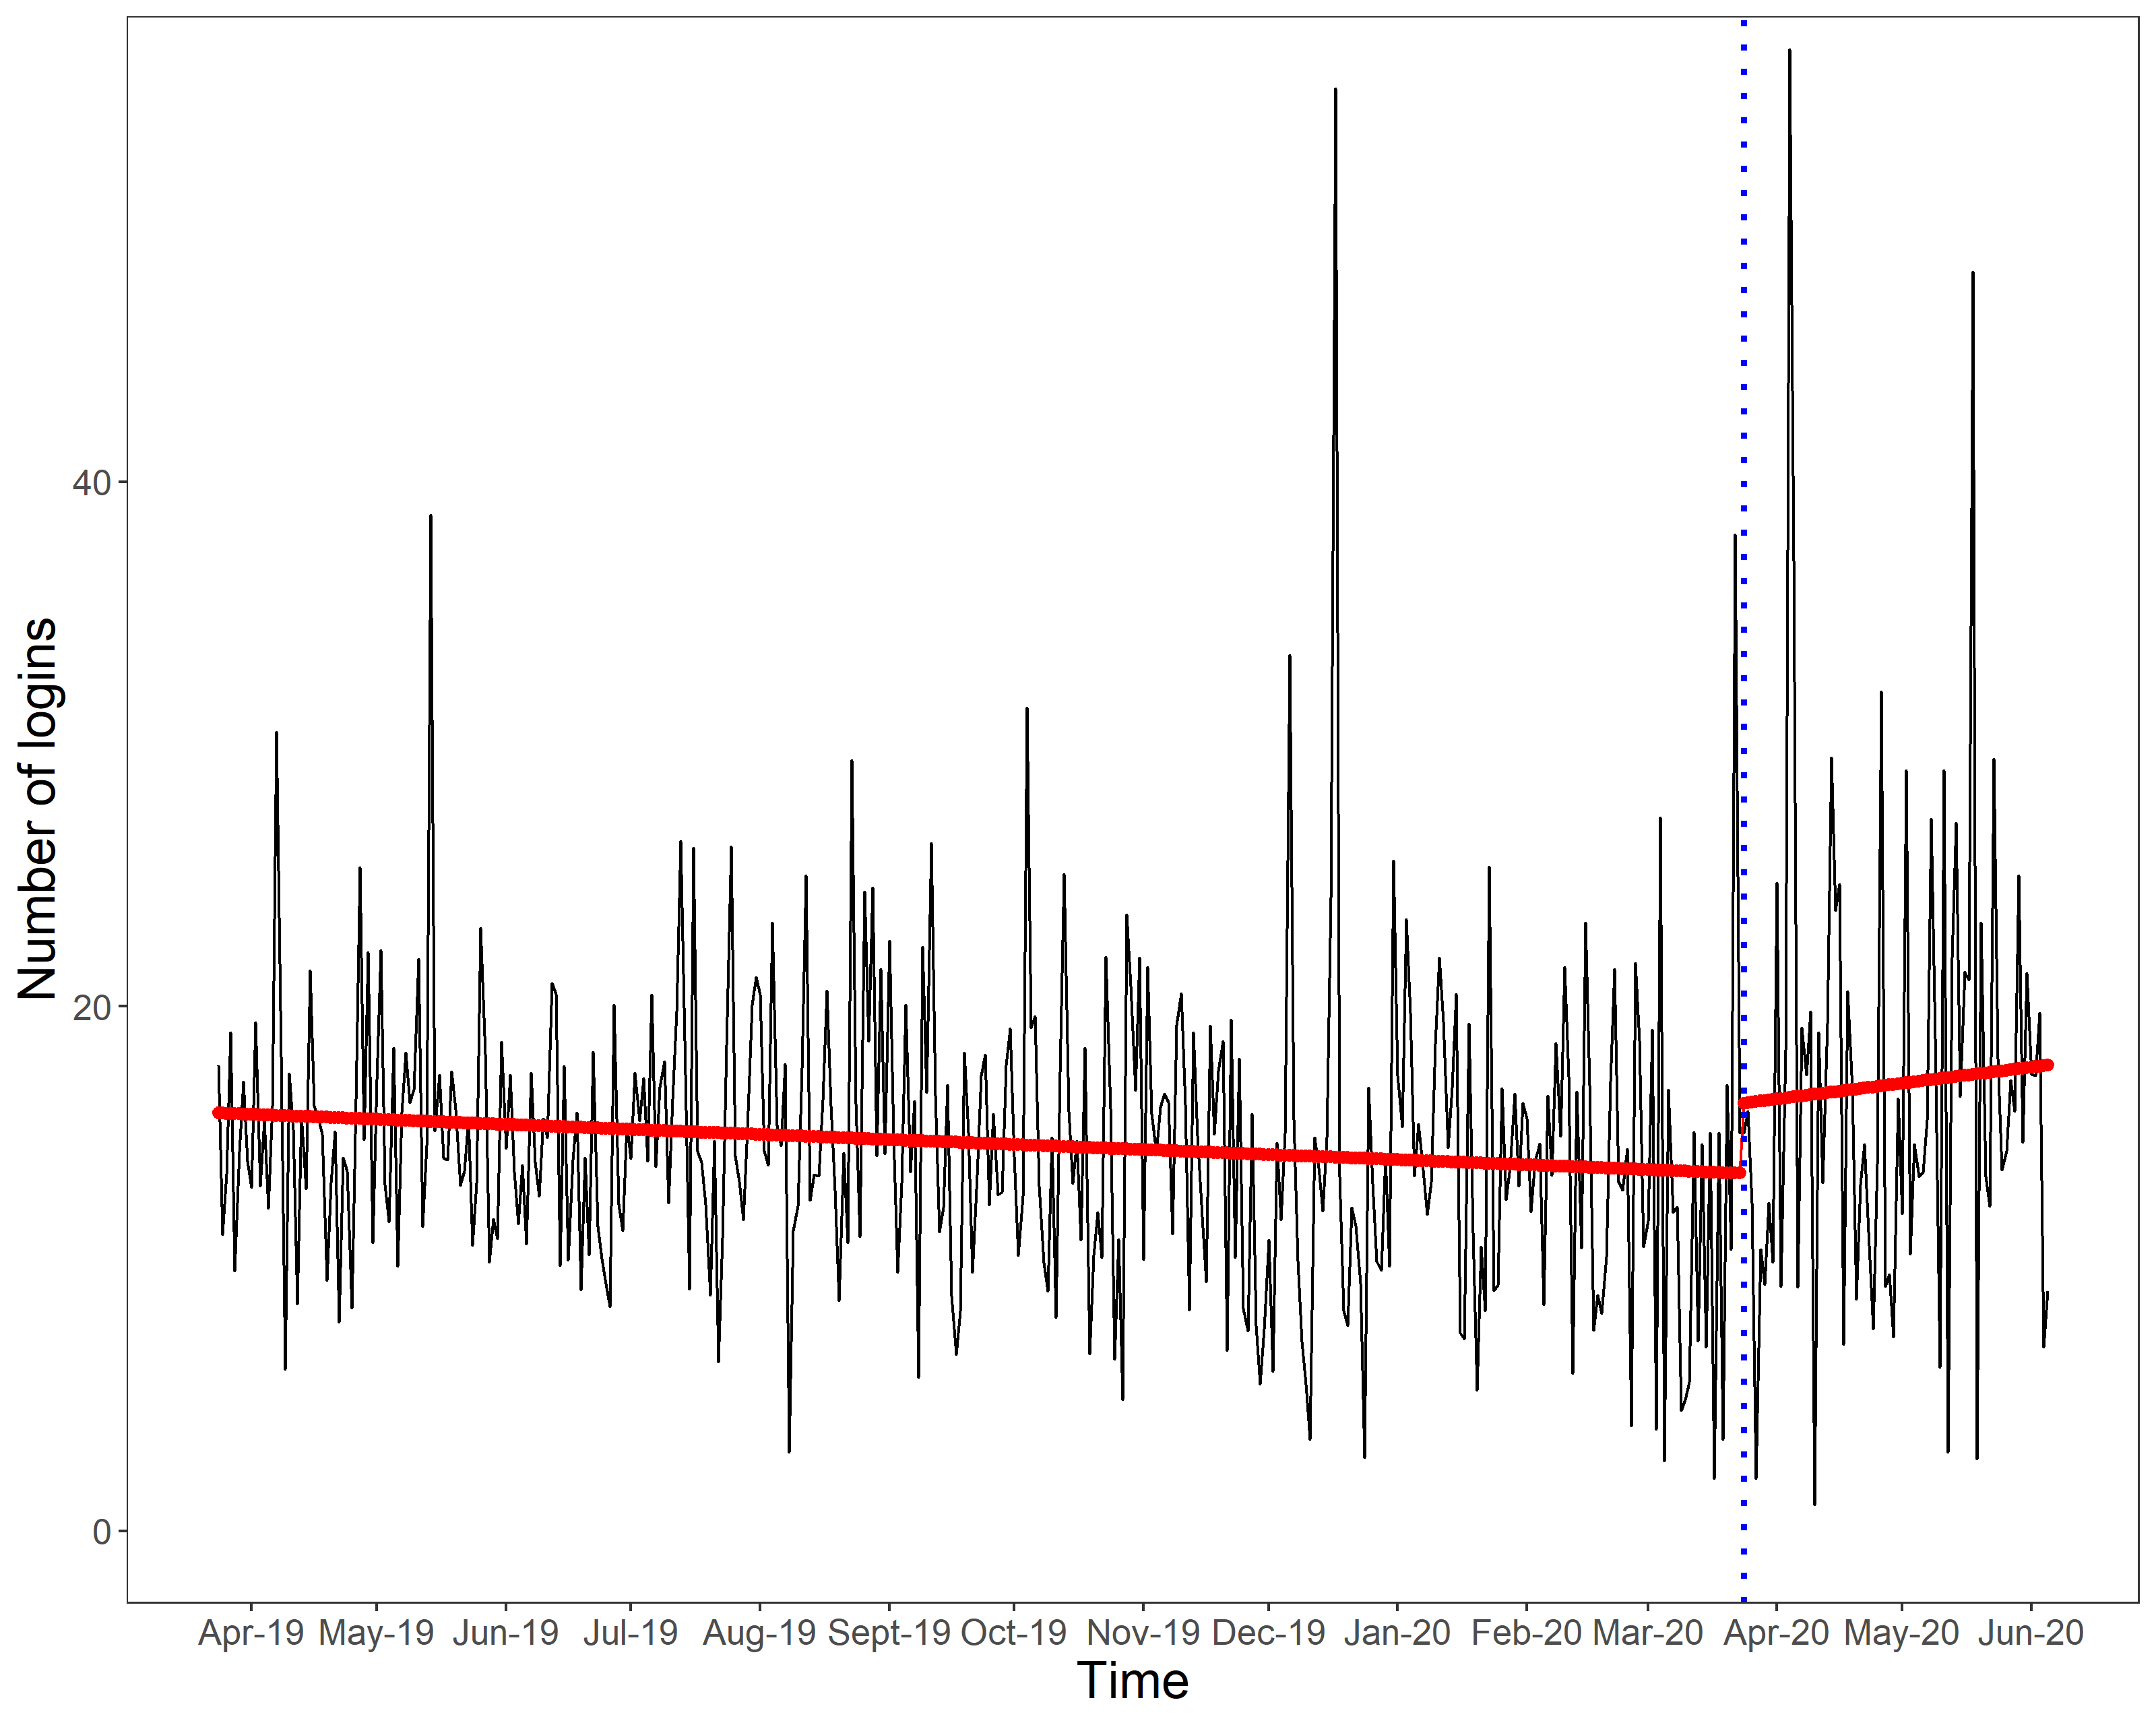 Number of logins
40
20
0
Apr-19 May-19 Jun-19 Jul-19 Aug-19 Sept-19 Oct-19 Nov-19 Dec-19 Jan-20 Feb-20 Mar-20 Apr-20 May-20 Jun-20
Time